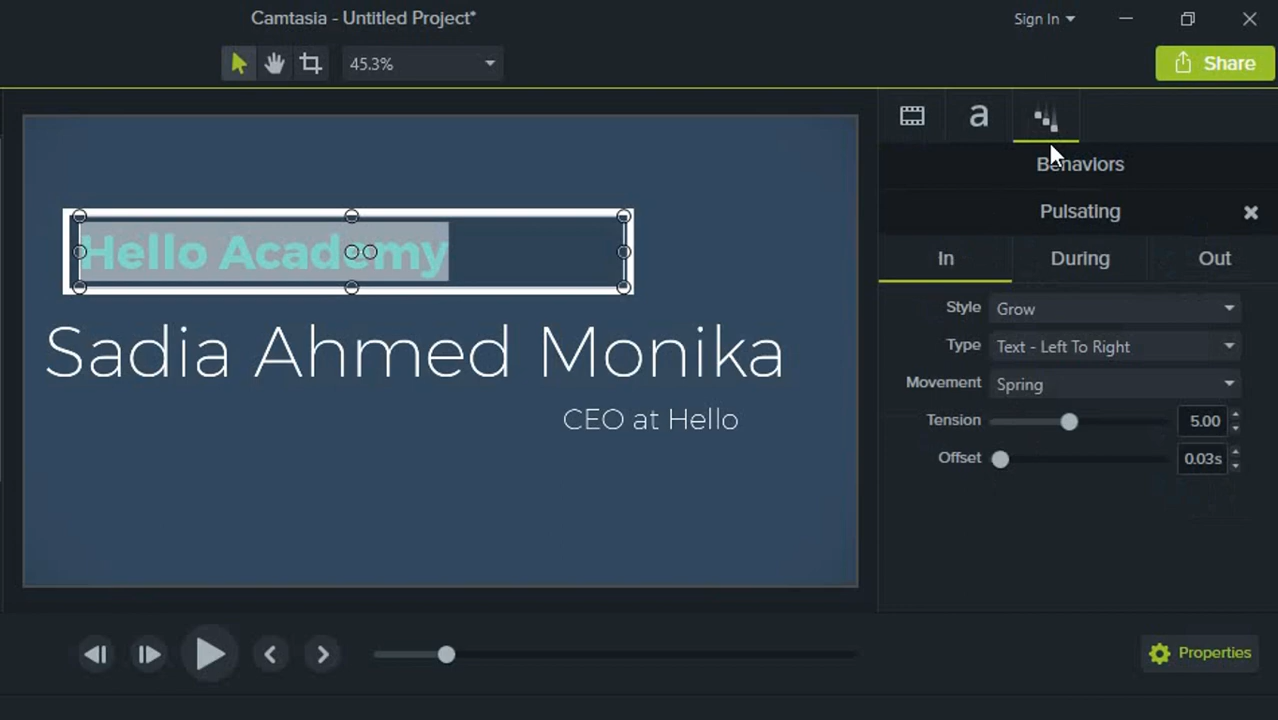 Camtasia - Untitled Project*
Sign In
45.3%
Share
a
Behaviors
Pulsating
In During Out
Style Grow
Type Text - Left To Right
Movement Spring
Tension 5.00
Offset 0.03s
Hello Academy
Sadia Ahmed Monika
CEO at Hello
Properties